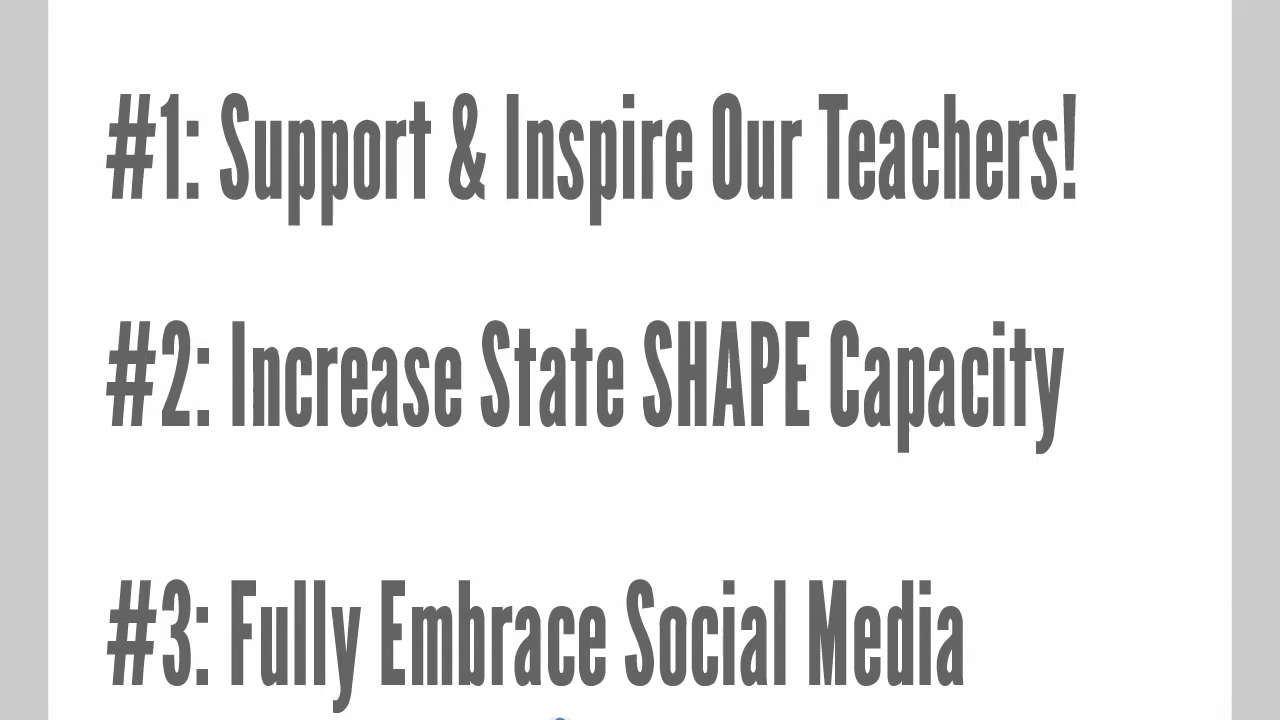 #1: Support & Inspire Our Teachers!
#2: Increase State SHAPE Capacity
#3: Fully Embrace Social Media